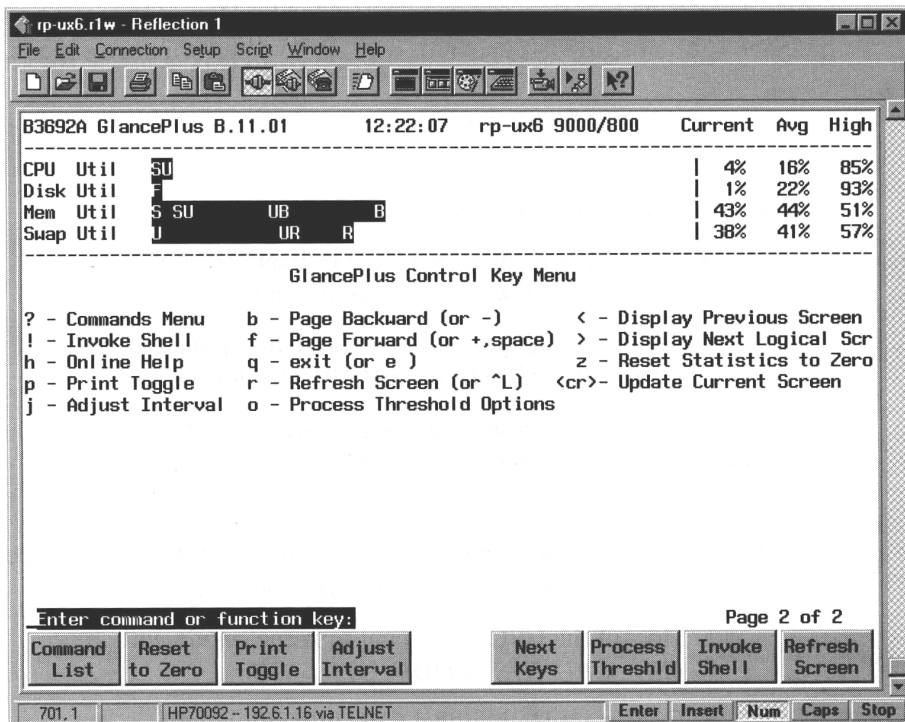 rp-ux6.r1w - Reflection 1
File Edit Connection Setup Script Window Help
B3692A GlancePlus B.11.01 12:22:07 rp-ux6 9000/800 Current Avg High
CPU Util SU | 4% 16% 85%
Disk Util F | 1% 22% 93%
Mem Util S SU UB B | 43% 44% 51%
Swap Util U UR R | 38% 41% 57%
GlancePlus Control Key Menu
? - Commands Menu b - Page Backward (or -) < - Display Previous Screen
! - Invoke Shell f - Page Forward (or +,space) > - Display Next Logical Scr
h - Online Help q - exit (or e ) z - Reset Statistics to Zero
p - Print Toggle r - Refresh Screen (or ^L) <cr>- Update Current Screen
j - Adjust Interval o - Process Threshold Options
Enter command or function key: Page 2 of 2
Command List Reset to Zero Print Toggle Adjust Interval Next Keys Process Threshld Invoke Shell Refresh Screen
701, 1 HP70092 -- 192.6.1.16 via TELNET Enter Insert Num Caps Stop